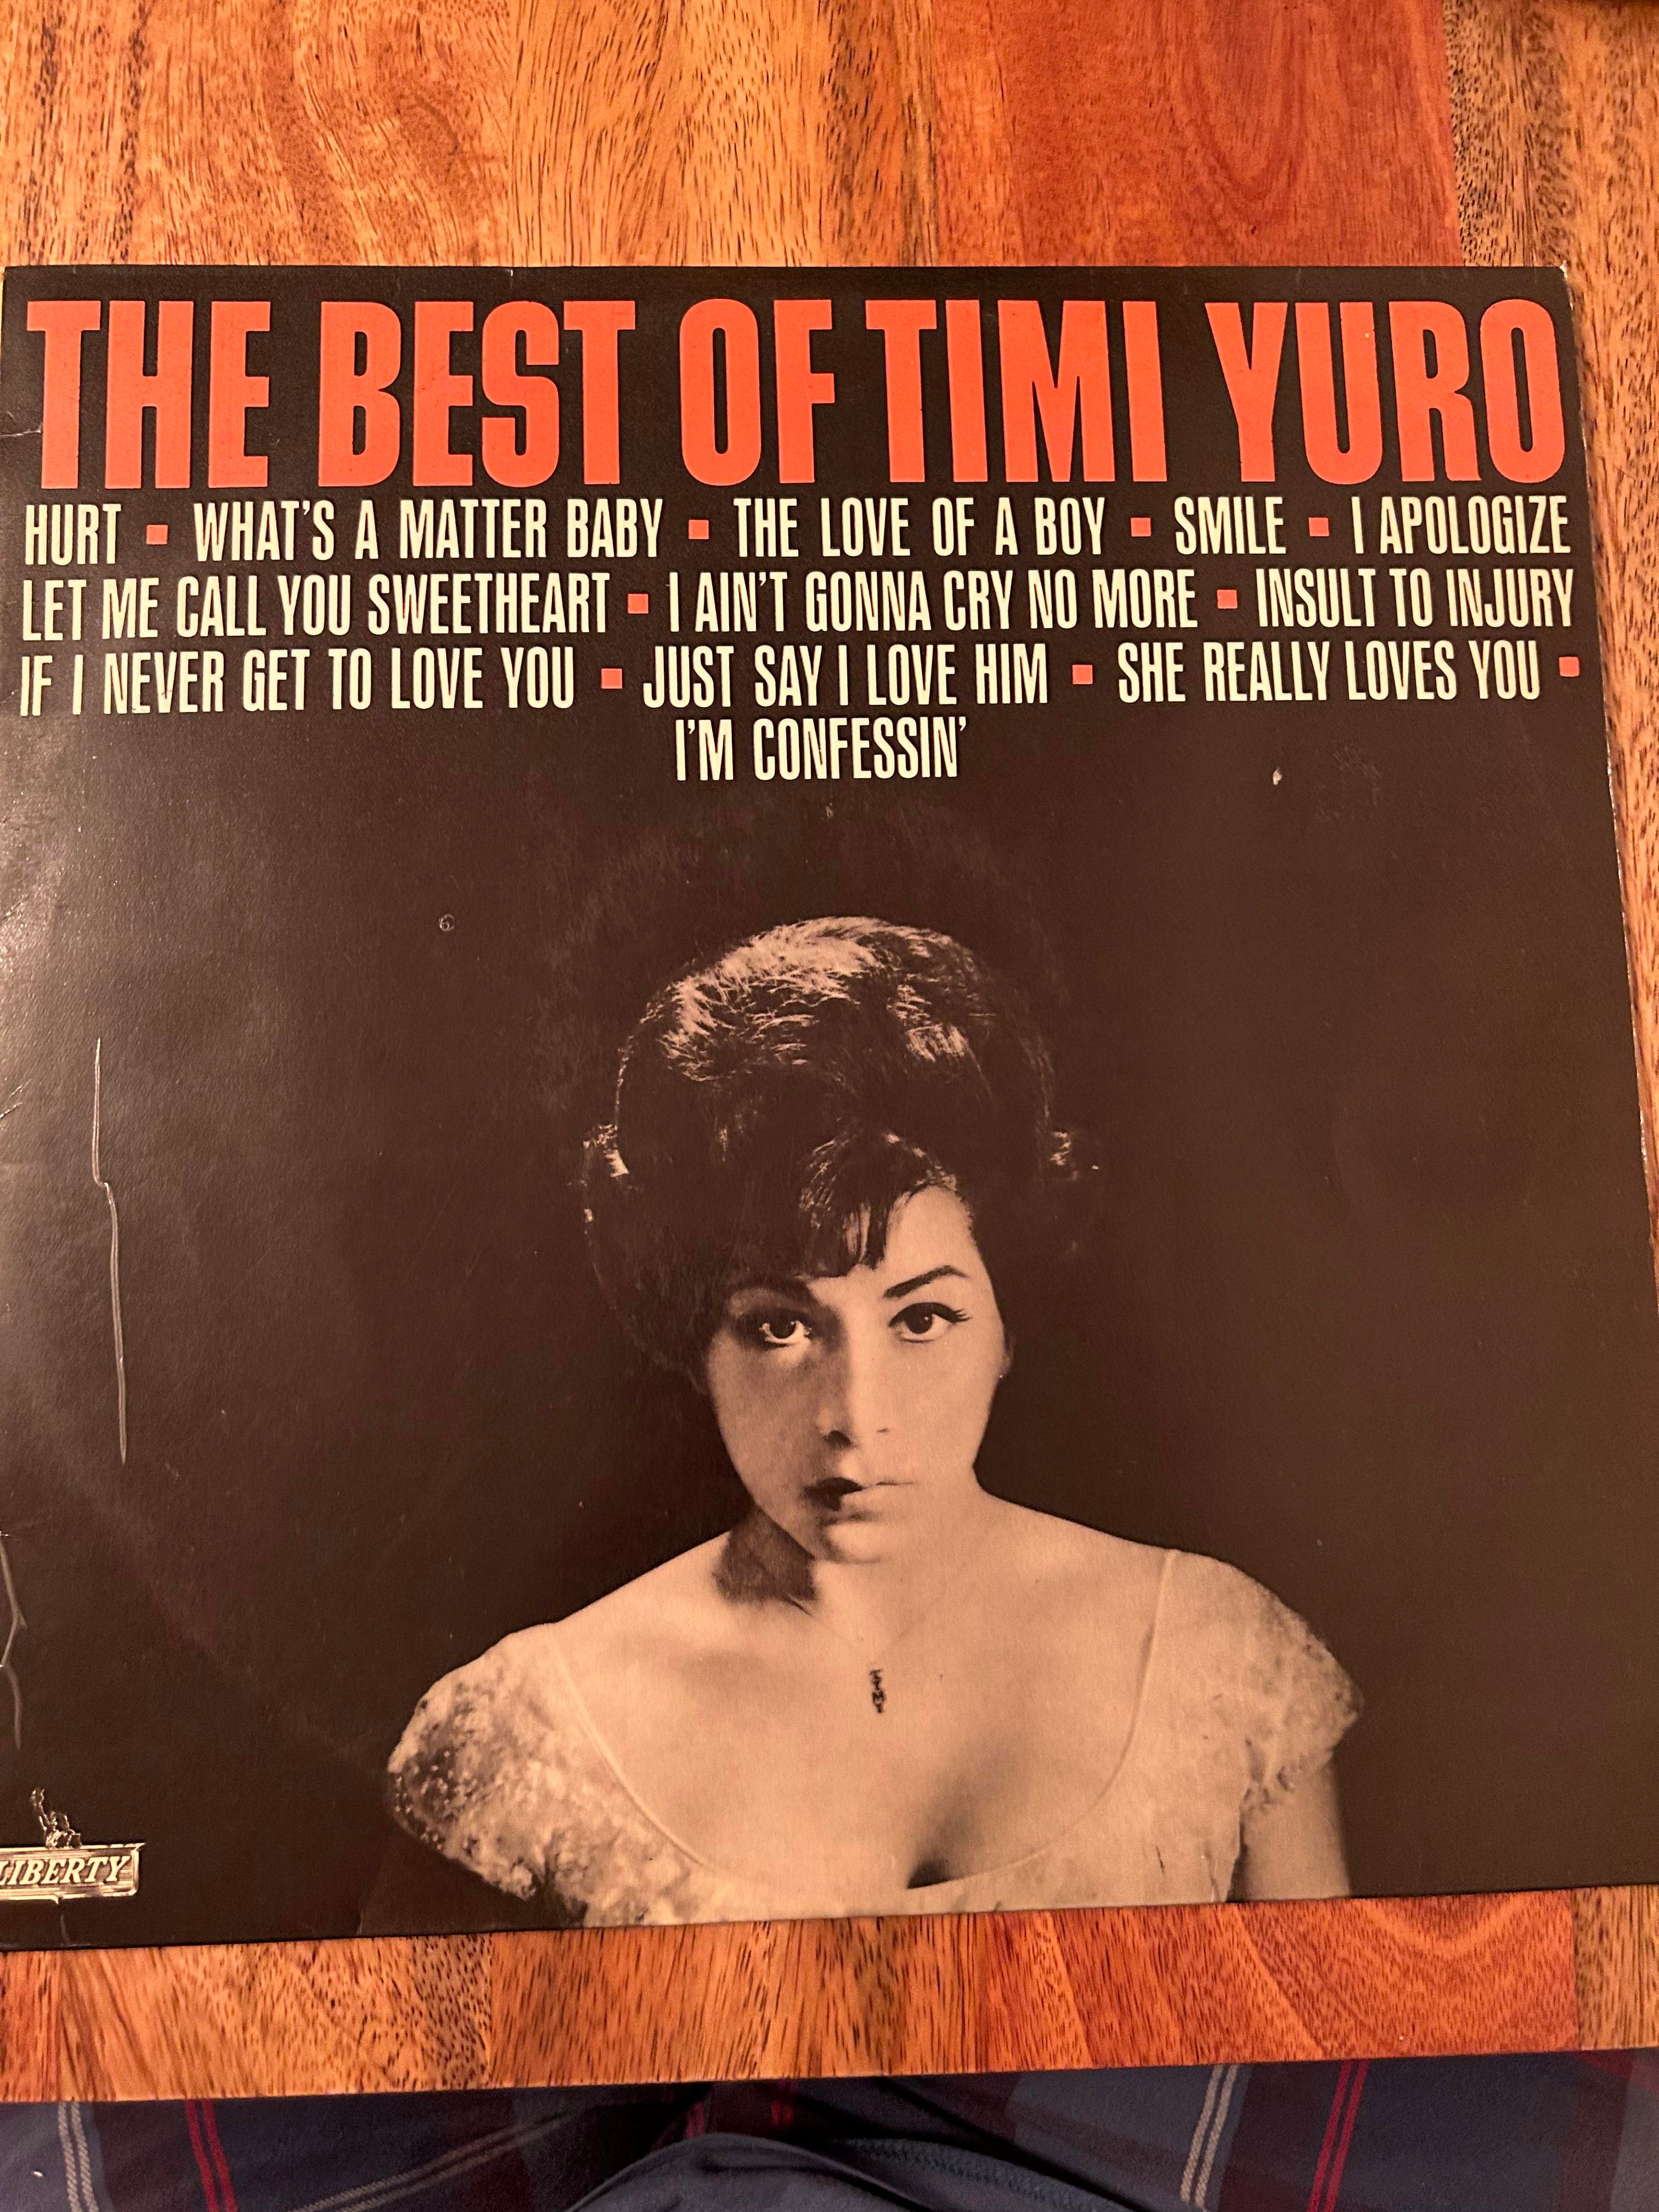 THE BEST OF TIMI YURO
HURT ▪ WHAT'S A MATTER BABY ▪ THE LOVE OF A BOY ▪ SMILE ▪ I APOLOGIZE
LET ME CALL YOU SWEETHEART ▪ I AIN'T GONNA CRY NO MORE ▪ INSULT TO INJURY
IF I NEVER GET TO LOVE YOU ▪ JUST SAY I LOVE HIM ▪ SHE REALLY LOVES YOU ▪
I'M CONFESSIN'
TIMI
LIBERTY